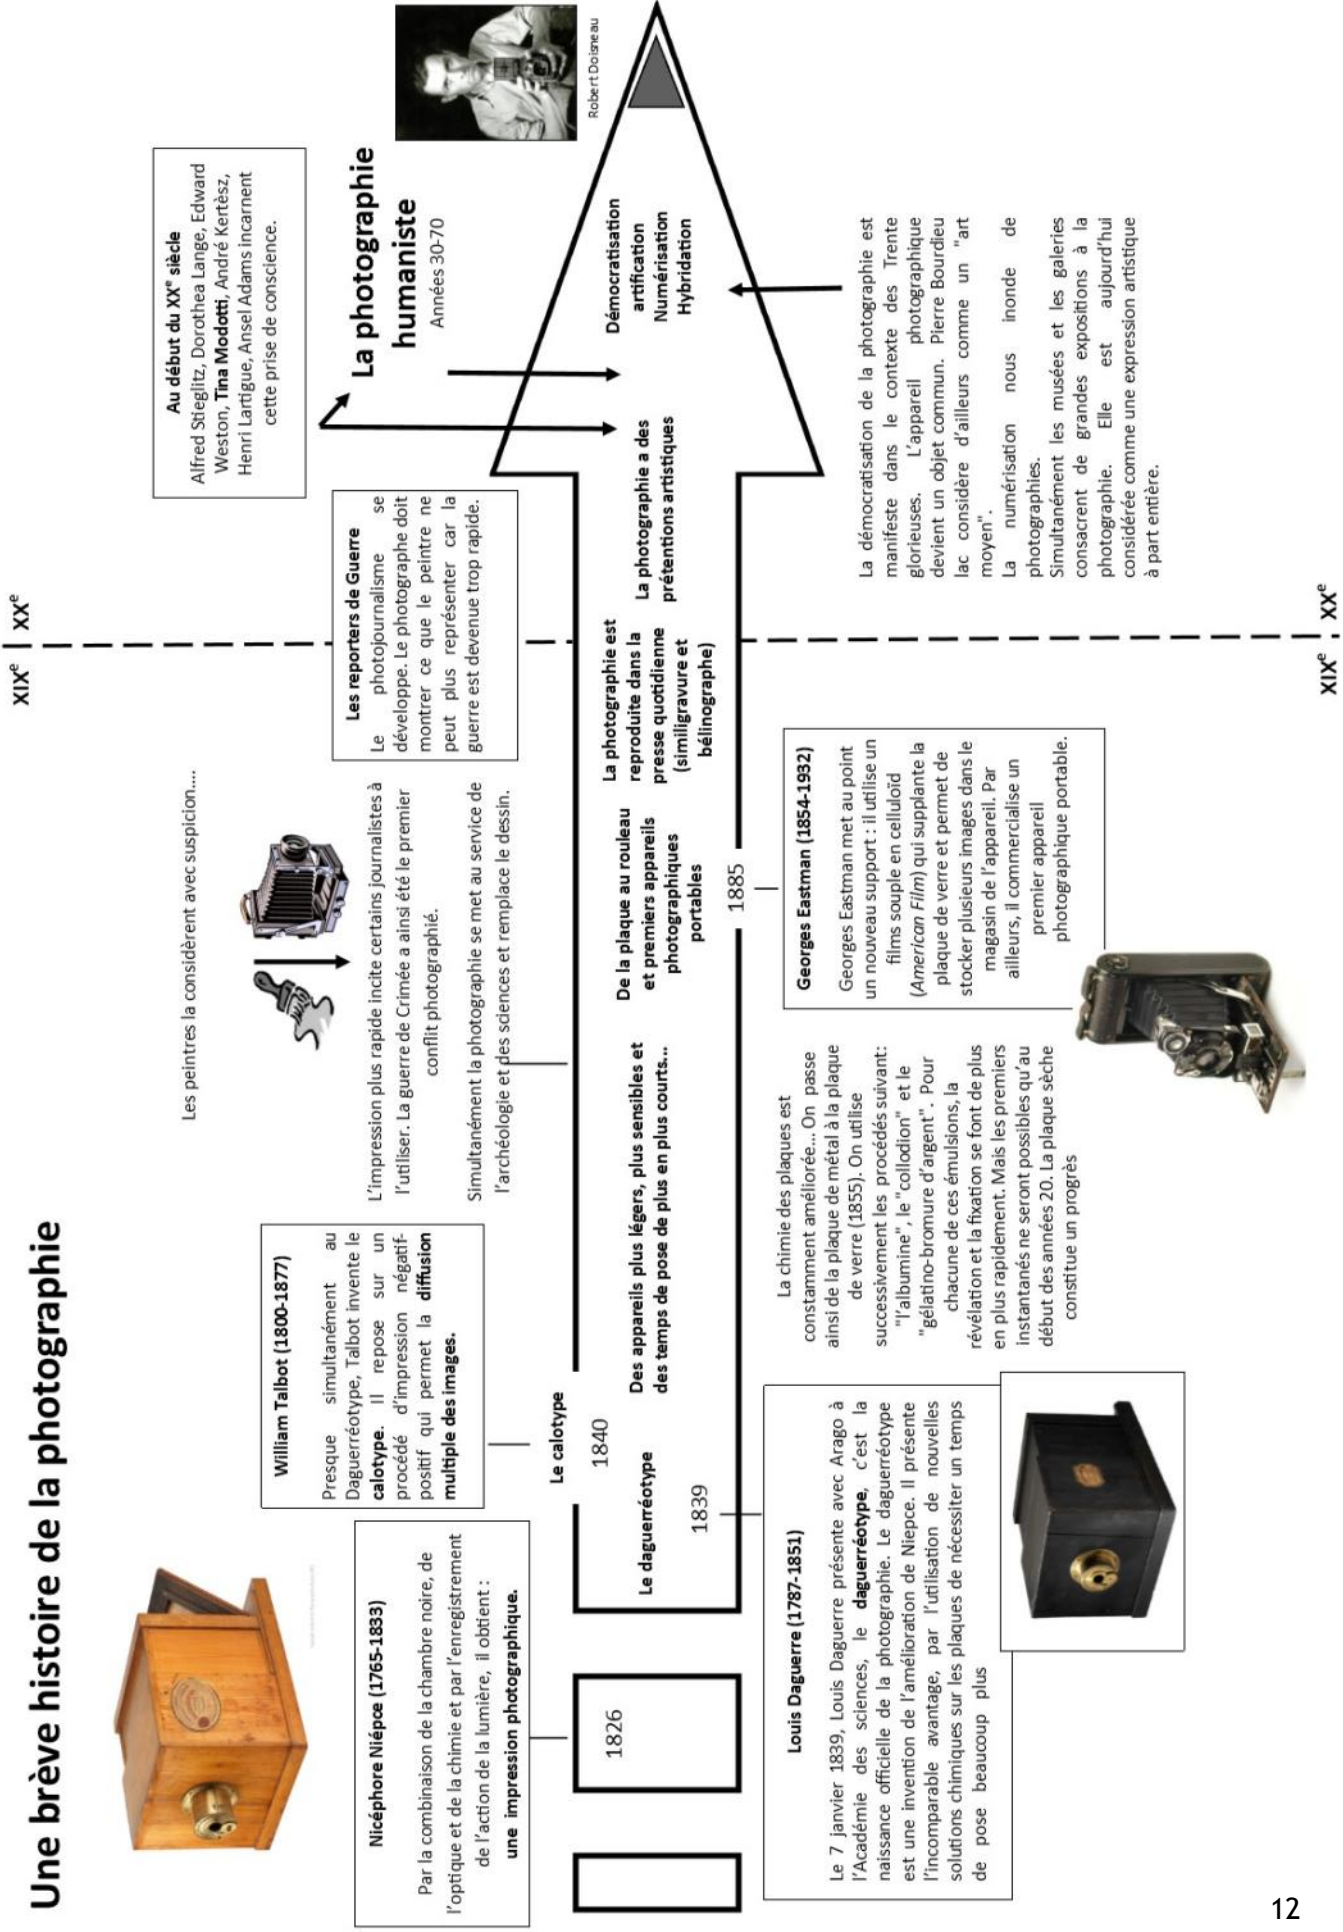 Une brève histoire de la photographie
XIXe
XXe
Nicéphore Niépce (1765-1833)
Par la combinaison de la chambre noire, de
l'optique et de la chimie et par l'enregistrement
de l'action de la lumière, il obtient :
une impression photographique.
William Talbot (1800-1877)
Presque simultanément au
Daguerréotype, Talbot invente le
calotype. Il repose sur un
procédé d'impression négatif-
positif qui permet la diffusion
multiple des images.
Les peintres la considèrent avec suspicion....
L'impression plus rapide incite certains journalistes à
l'utiliser. La guerre de Crimée a ainsi été le premier
conflit photographié.
Simultanément la photographie se met au service de
l'archéologie et des sciences et remplace le dessin.
Les reporters de Guerre
Le photojournalisme se
développe. Le photographe doit
montrer ce que le peintre ne
peut plus représenter car la
guerre est devenue trop rapide.
Au début du XXe siècle
Alfred Stieglitz, Dorothea Lange, Edward
Weston, Tina Modotti, André Kertèsz,
Henri Lartigue, Ansel Adams incarnent
cette prise de conscience.
La photographie
humaniste
Années 30-70
Robert Doisneau
1826
Le daguerréotype
1839
Le calotype
1840
Des appareils plus légers, plus sensibles et
des temps de pose de plus en plus courts...
De la plaque au rouleau
et premiers appareils
photographiques
portables
1885
La photographie est
reproduite dans la
presse quotidienne
(similigravure et
bélinographe)
La photographie a des
prétentions artistiques
Démocratisation
artification
Numérisation
Hybridation
Louis Daguerre (1787-1851)
Le 7 janvier 1839, Louis Daguerre présente avec Arago à
l'Académie des sciences, le daguerréotype, c'est la
naissance officielle de la photographie. Le daguerréotype
est une invention de l'amélioration de Niepce. Il présente
l'incomparable avantage, par l'utilisation de nouvelles
solutions chimiques sur les plaques de nécessiter un temps
de pose beaucoup plus
La chimie des plaques est
constamment améliorée... On passe
ainsi de la plaque de métal à la plaque
de verre (1855). On utilise
successivement les procédés suivant:
"l'albumine", le "collodion" et le
"gélatino-bromure d'argent". Pour
chacune de ces émulsions, la
révélation et la fixation se font de plus
en plus rapidement. Mais les premiers
instantanés ne seront possibles qu'au
début des années 20. La plaque sèche
constitue un progrès
Georges Eastman (1854-1932)
Georges Eastman met au point
un nouveau support : il utilise un
films souple en celluloïd
(American Film) qui supplante la
plaque de verre et permet de
stocker plusieurs images dans le
magasin de l'appareil. Par
ailleurs, il commercialise un
premier appareil
photographique portable.
La démocratisation de la photographie est
manifeste dans le contexte des Trente
glorieuses. L'appareil photographique
devient un objet commun. Pierre Bourdieu
lac considère d'ailleurs comme un "art
moyen".
La numérisation nous inonde de
photographies.
Simultanément les musées et les galeries
consacrent de grandes expositions à la
photographie. Elle est aujourd'hui
considérée comme une expression artistique
à part entière.
XIXe
XXe
12